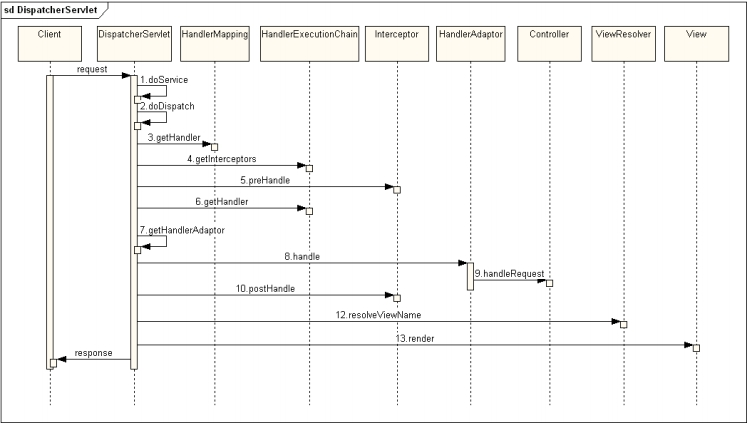 sd DispatcherServlet
Client DispatcherServlet HandlerMapping HandlerExecutionChain Interceptor HandlerAdaptor Controller ViewResolver View
request
1.doService
2.doDispatch
3.getHandler
4.getInterceptors
5.preHandle
6.getHandler
7.getHandlerAdaptor
8.handle
9.handleRequest
10.postHandle
12.resolveViewName
13.render
response